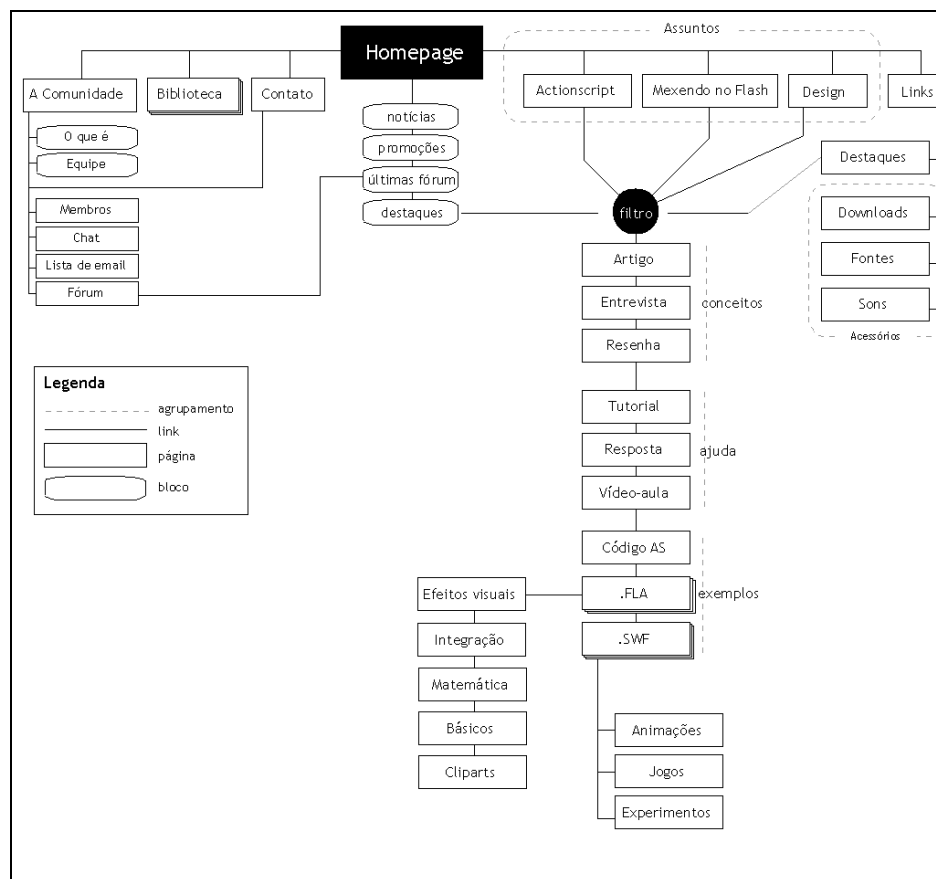 Homepage
Assuntos
A Comunidade
Biblioteca
Contato
Actionscript
Mexendo no Flash
Design
Links
notícias
promoções
últimas fórum
destaques
O que é
Equipe
Membros
Chat
Lista de email
Fórum
filtro
Destaques
Downloads
Fontes
Sons
Acessórios
Artigo
Entrevista
Resenha
conceitos
Tutorial
Resposta
Vídeo-aula
ajuda
Código AS
.FLA
.SWF
exemplos
Efeitos visuais
Integração
Matemática
Básicos
Cliparts
Animações
Jogos
Experimentos
Legenda
agrupamento
link
página
bloco